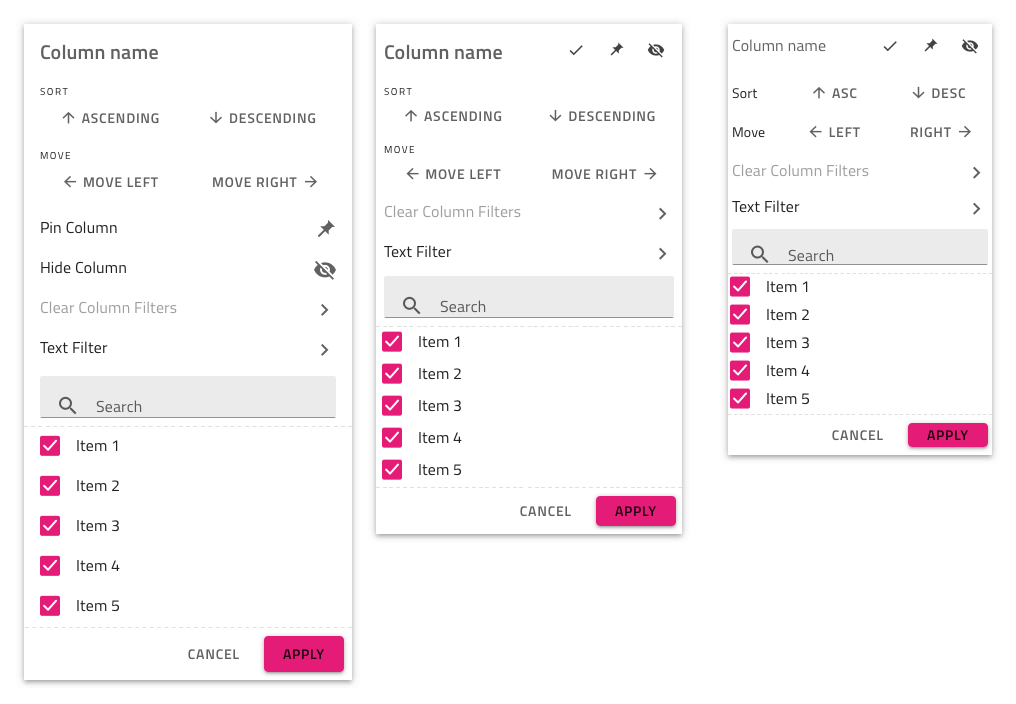 Column name
SORT
ASCENDING DESCENDING
MOVE
MOVE LEFT MOVE RIGHT
Pin Column
Hide Column
Clear Column Filters
Text Filter
Search
Item 1
Item 2
Item 3
Item 4
Item 5
CANCEL APPLY
Column name
SORT
ASCENDING DESCENDING
MOVE
MOVE LEFT MOVE RIGHT
Clear Column Filters
Text Filter
Search
Item 1
Item 2
Item 3
Item 4
Item 5
CANCEL APPLY
Column name
Sort ASC DESC
Move LEFT RIGHT
Clear Column Filters
Text Filter
Search
Item 1
Item 2
Item 3
Item 4
Item 5
CANCEL APPLY